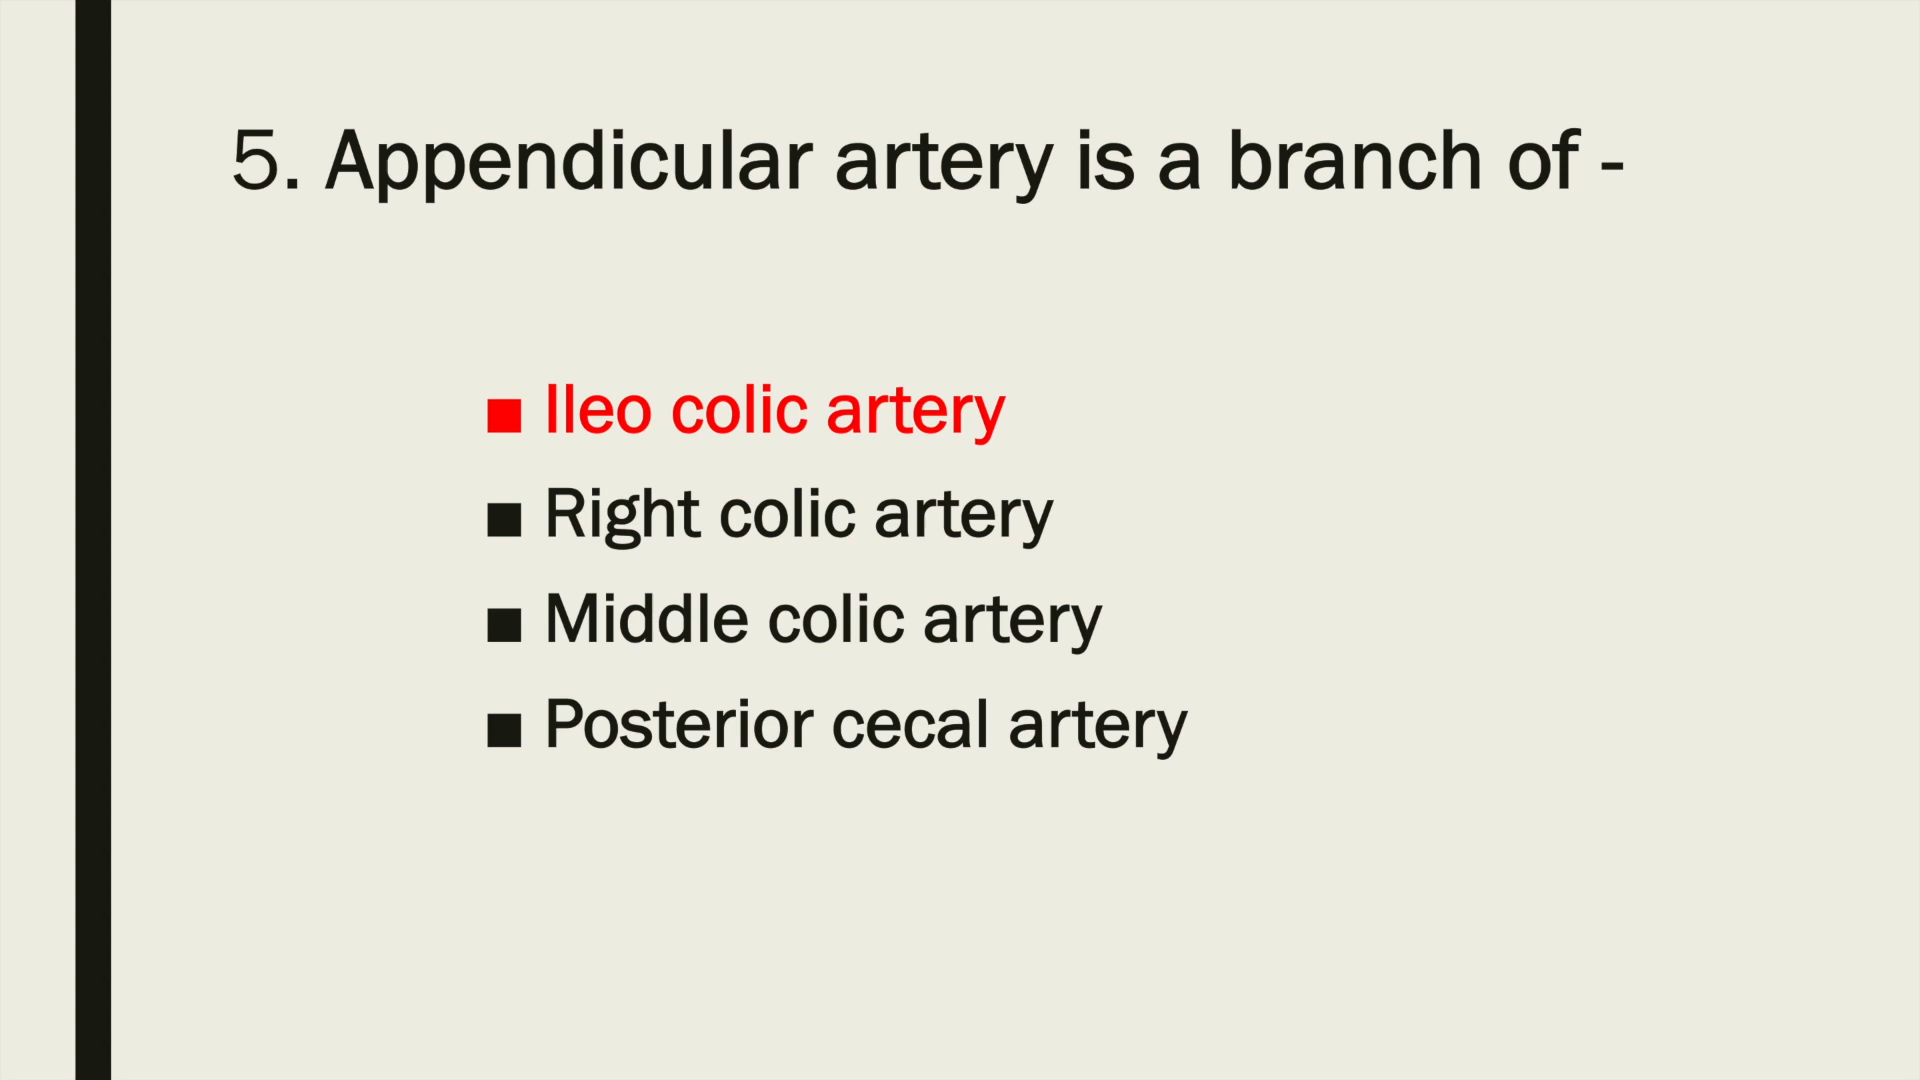 5. Appendicular artery is a branch of -
■ Ileo colic artery
■ Right colic artery
■ Middle colic artery
■ Posterior cecal artery